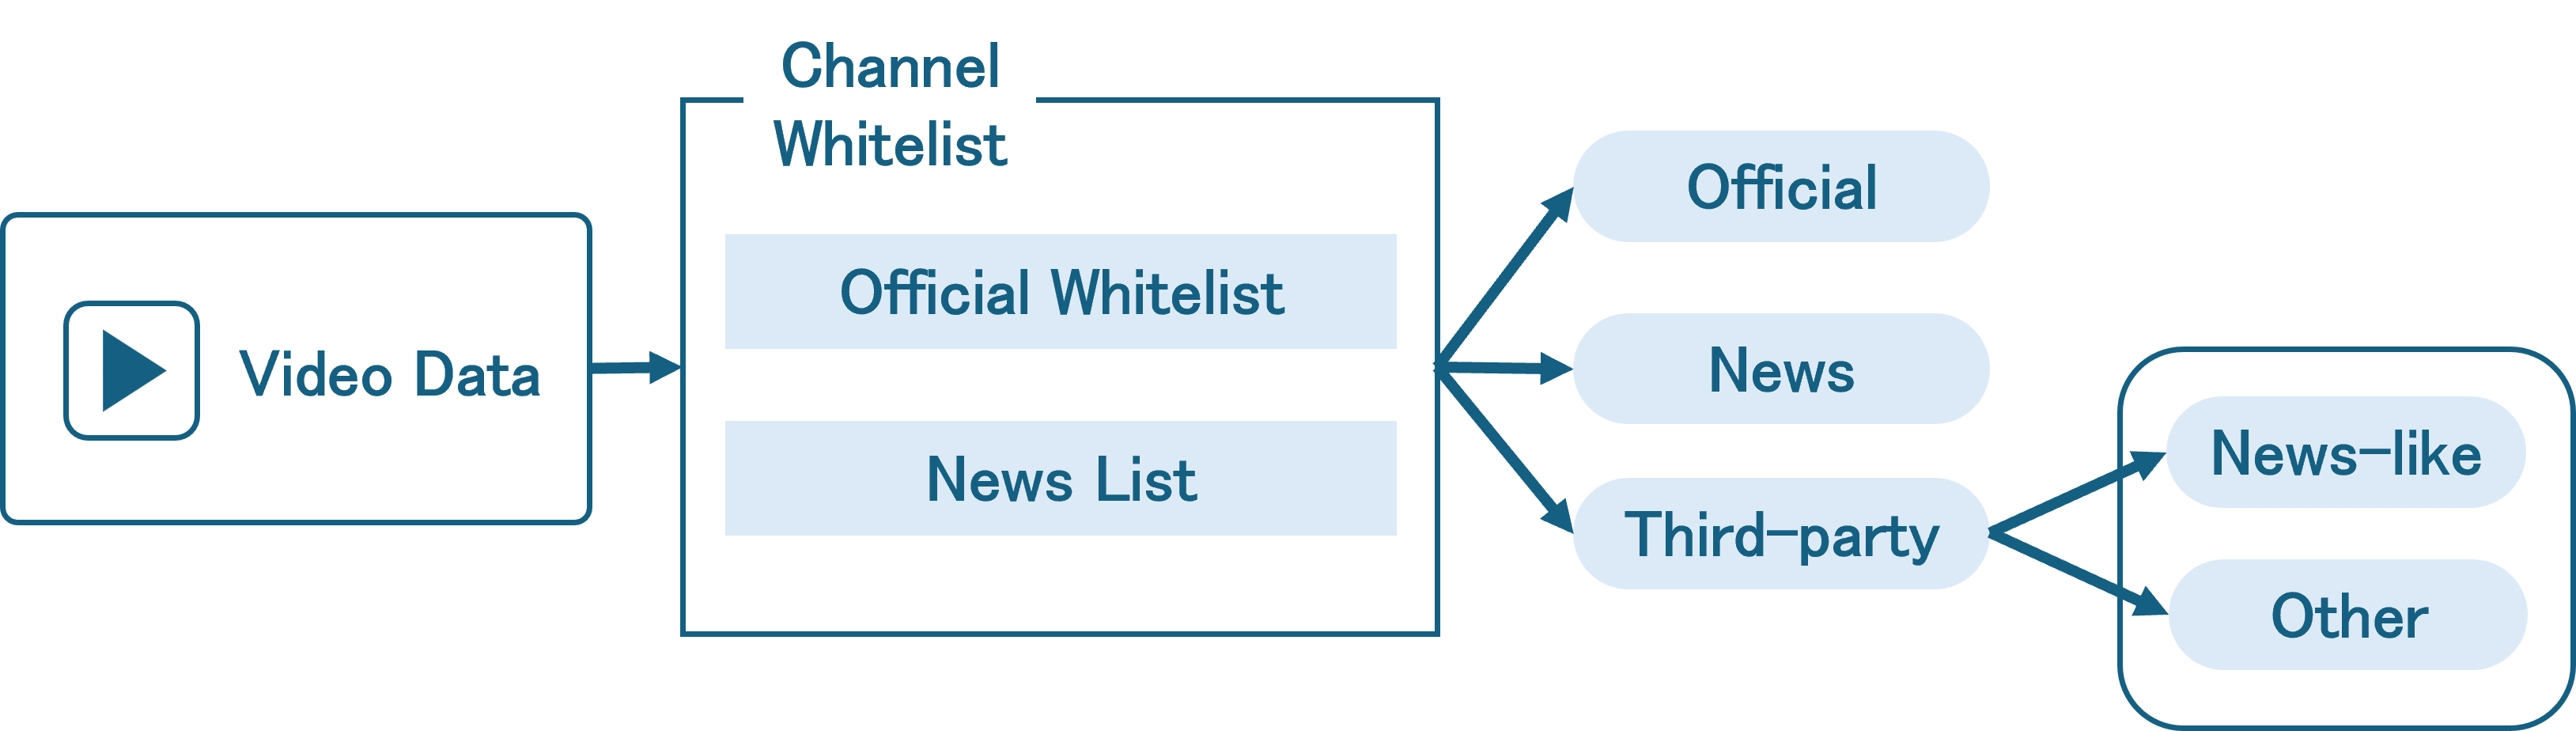 Channel
Whitelist
Video Data
Official Whitelist
News List
Official
News
Third-party
News-like
Other